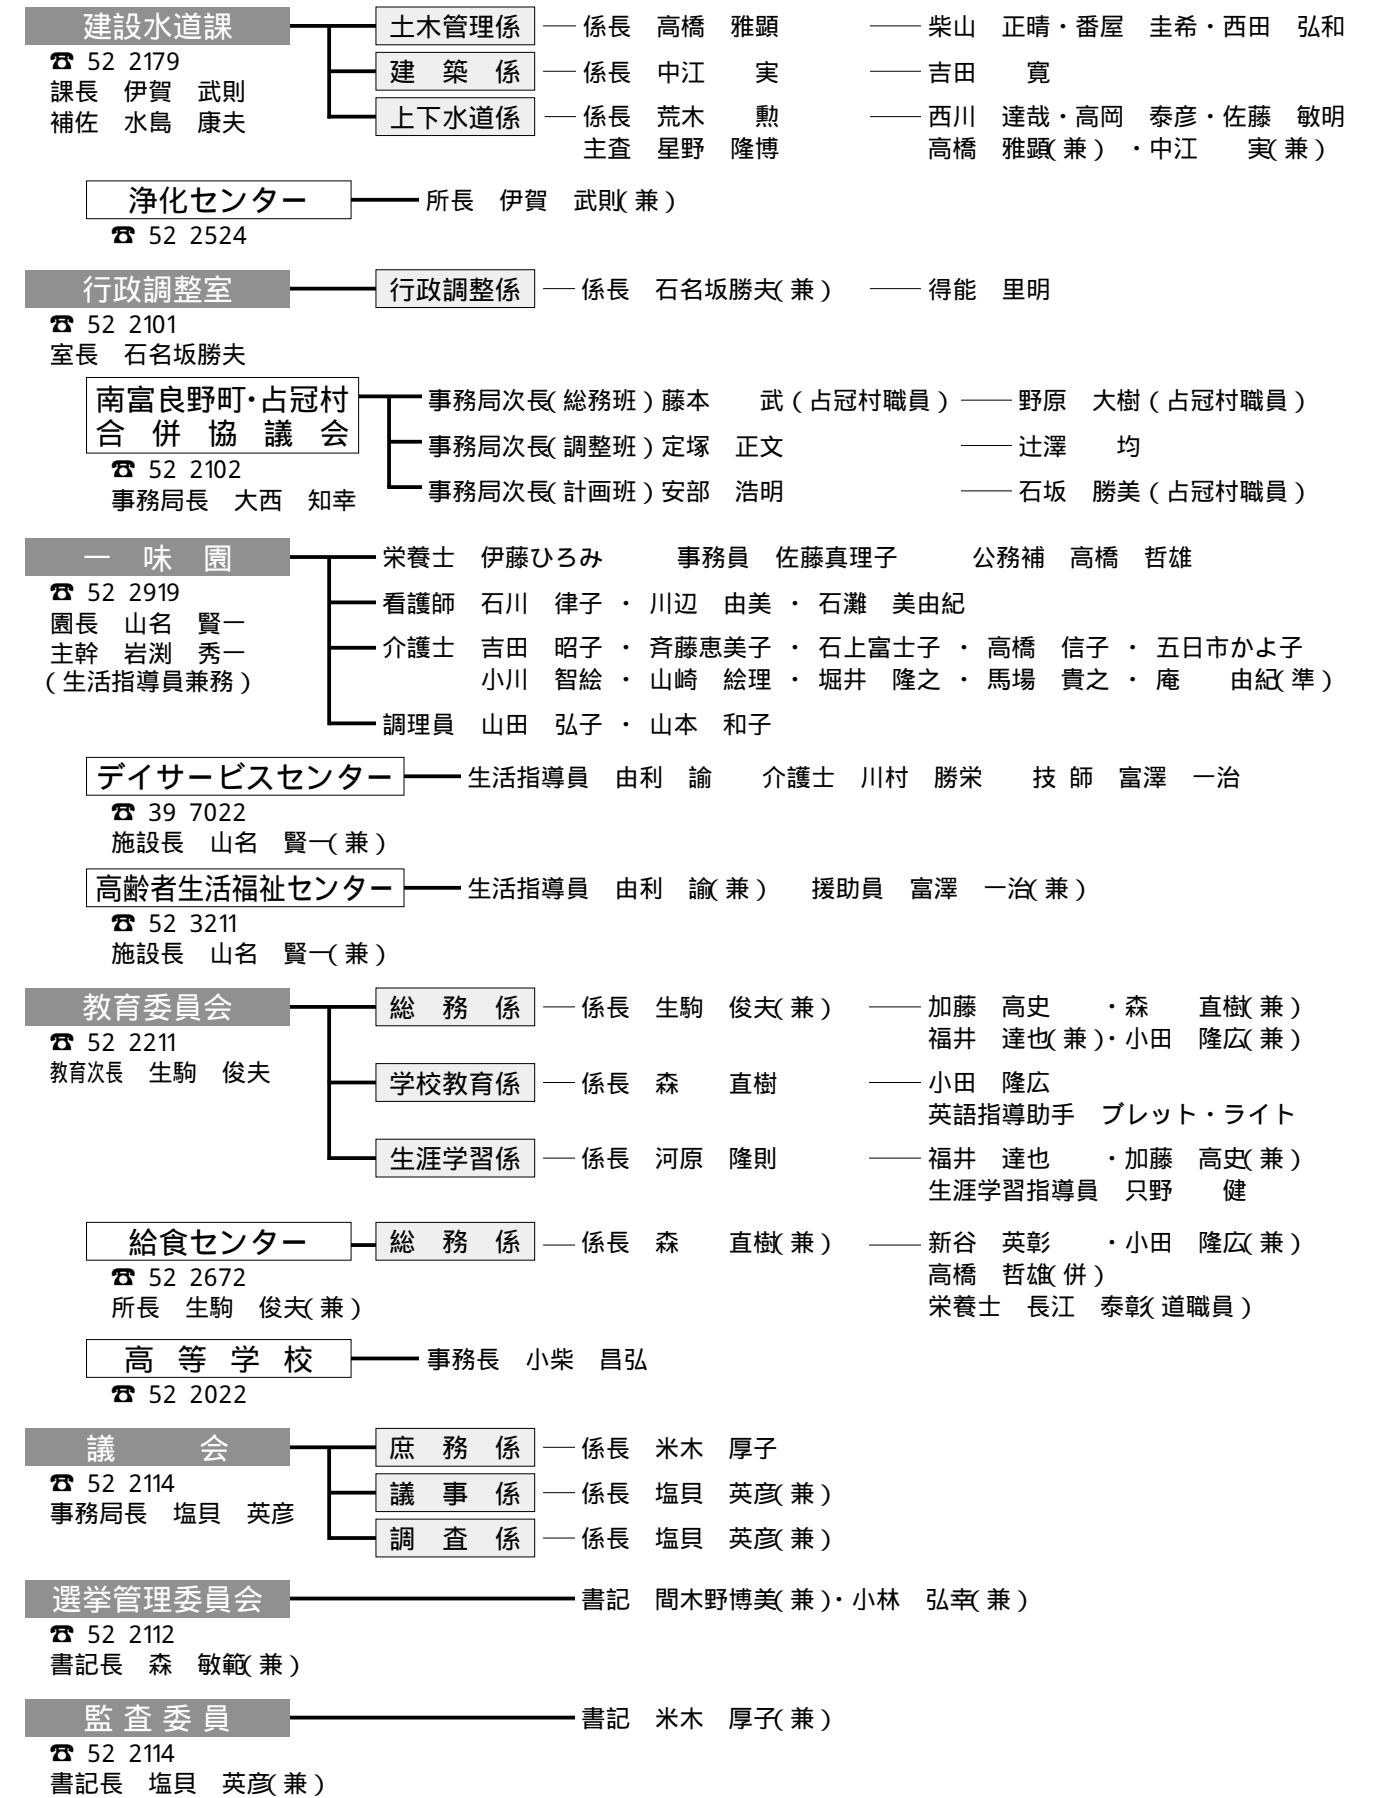 建設水道課 土木管理係 係長 高橋 雅顕 柴山 正晴・番屋 圭希・西田 弘和
☎ 52 2179
課長 伊賀 武則
補佐 水島 康夫
建築係 係長 中江 実 吉田 寛
上下水道係 係長 荒木 勲 西川 達哉・高岡 泰彦・佐藤 敏明
主査 星野 隆博 高橋 雅顕(兼)・中江 実(兼)
浄化センター 所長 伊賀 武則(兼)
☎ 52 2524
行政調整室 行政調整係 係長 石名坂勝夫(兼) 得能 里明
☎ 52 2101
室長 石名坂勝夫
南富良野町・占冠村
合併協議会
☎ 52 2102
事務局長 大西 知幸
事務局次長(総務班)藤本 武(占冠村職員) 野原 大樹(占冠村職員)
事務局次長(調整班)定塚 正文 辻澤 均
事務局次長(計画班)安部 浩明 石坂 勝美(占冠村職員)
一味園 栄養士 伊藤ひろみ 事務員 佐藤真理子 公務補 高橋 哲雄
☎ 52 2919
園長 山名 賢一
主幹 岩渕 秀一
(生活指導員兼務)
看護師 石川 律子・川辺 由美・石灘 美由紀
介護士 吉田 昭子・斉藤恵美子・石上富士子・高橋 信子・五日市かよ子
小川 智絵・山崎 絵理・堀井 隆之・馬場 貴之・庵 由紀(準)
調理員 山田 弘子・山本 和子
デイサービスセンター 生活指導員 由利 諭 介護士 川村 勝栄 技師 富澤 一治
☎ 39 7022
施設長 山名 賢一(兼)
高齢者生活福祉センター 生活指導員 由利 諭(兼) 援助員 富澤 一治(兼)
☎ 52 3211
施設長 山名 賢一(兼)
教育委員会 総務係 係長 生駒 俊夫(兼) 加藤 高史・森 直樹(兼)
福井 達也(兼)・小田 隆広(兼)
☎ 52 2211
教育次長 生駒 俊夫
学校教育係 係長 森 直樹 小田 隆広
英語指導助手 ブレット・ライト
生涯学習係 係長 河原 隆則 福井 達也・加藤 高史(兼)
生涯学習指導員 只野 健
給食センター 総務係 係長 森 直樹(兼) 新谷 英彰・小田 隆広(兼)
☎ 52 2672
所長 生駒 俊夫(兼)
高橋 哲雄(併)
栄養士 長江 泰彰(道職員)
高等学校 事務長 小柴 昌弘
☎ 52 2022
議会 庶務係 係長 米木 厚子
☎ 52 2114
事務局長 塩貝 英彦
議事係 係長 塩貝 英彦(兼)
調査係 係長 塩貝 英彦(兼)
選挙管理委員会 書記 間木野博美(兼)・小林 弘幸(兼)
☎ 52 2112
書記長 森 敏範(兼)
監査委員 書記 米木 厚子(兼)
☎ 52 2114
書記長 塩貝 英彦(兼)